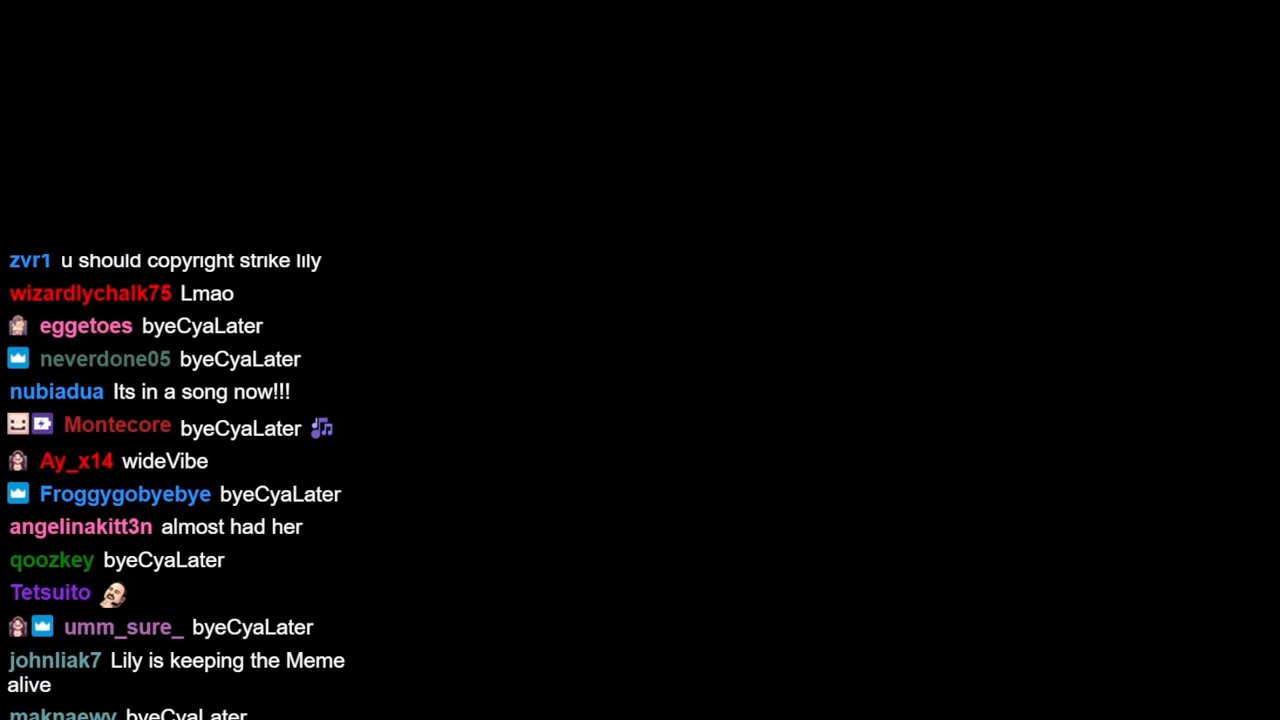 zvr1 u should copyright strike lily
wizardlychalk75 Lmao
eggetoes byeCyaLater
neverdone05 byeCyaLater
nubiadua Its in a song now!!!
Montecore byeCyaLater
Ay_x14 wideVibe
Froggygobyebye byeCyaLater
angelinakitt3n almost had her
qoozkey byeCyaLater
Tetsuito
umm_sure_ byeCyaLater
johnliak7 Lily is keeping the Meme
alive
maknaewy byeCyaLater